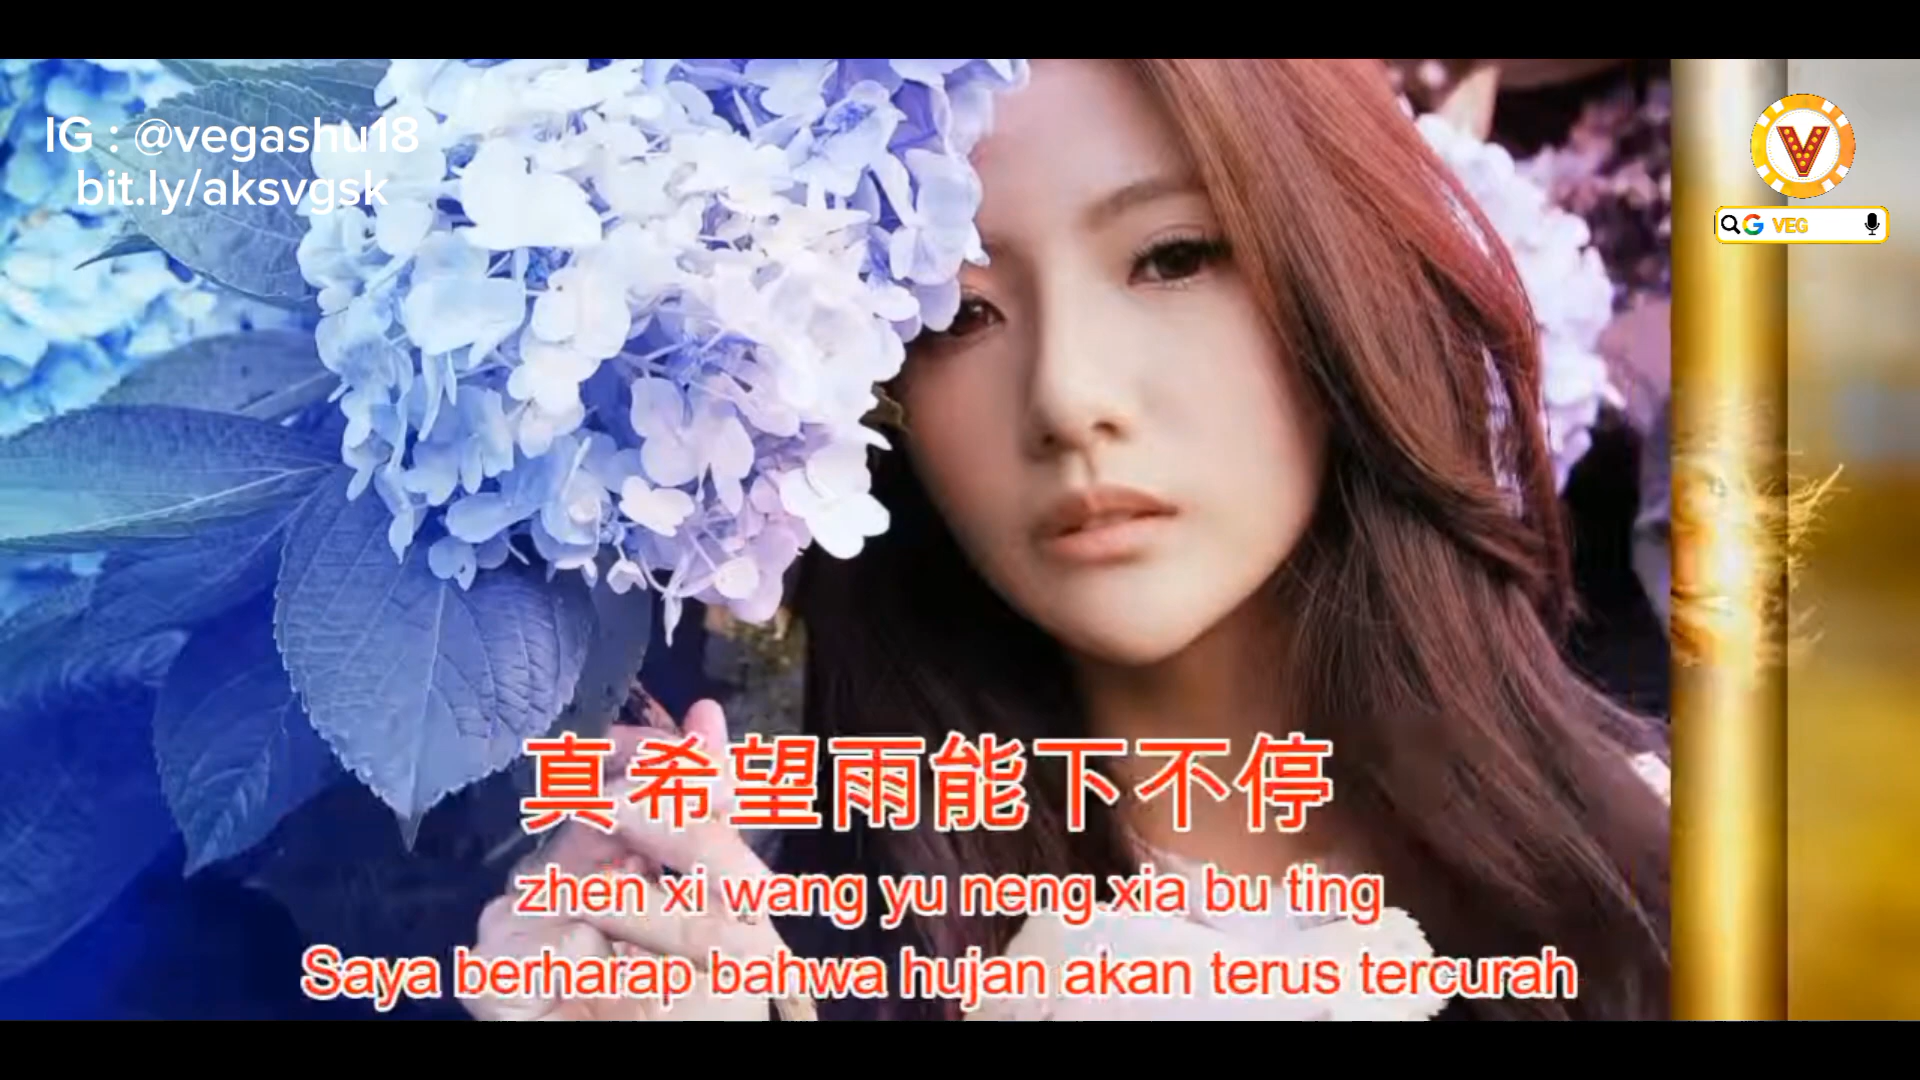 IG : @vegashu18
bit.ly/aksvgsk
V
VEG
真希望雨能下不停
zhen xi wang yu neng xia bu ting
Saya berharap bahwa hujan akan terus tercurah